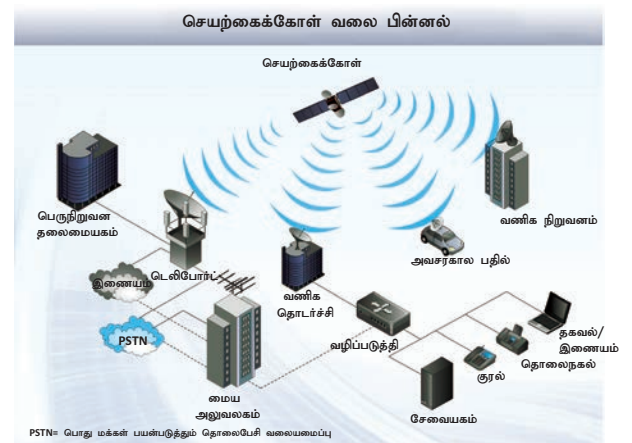 செயற்கைக்கோள் வலை பின்னல்
செயற்கைக்கோள்
பெருநிறுவன
தலைமையகம்
வணிக நிறுவனம்
டெலிபோர்ட்
அவசரகால பதில்
இணையம்
வணிக
தொடர்ச்சி
PSTN
வழிப்படுத்தி
தகவல்/
இணையம்
தொலைநகல்
குரல்
மைய
அலுவலகம்
சேவையகம்
PSTN= பொது மக்கள் பயன்படுத்தும் தொலைபேசி வலையமைப்பு